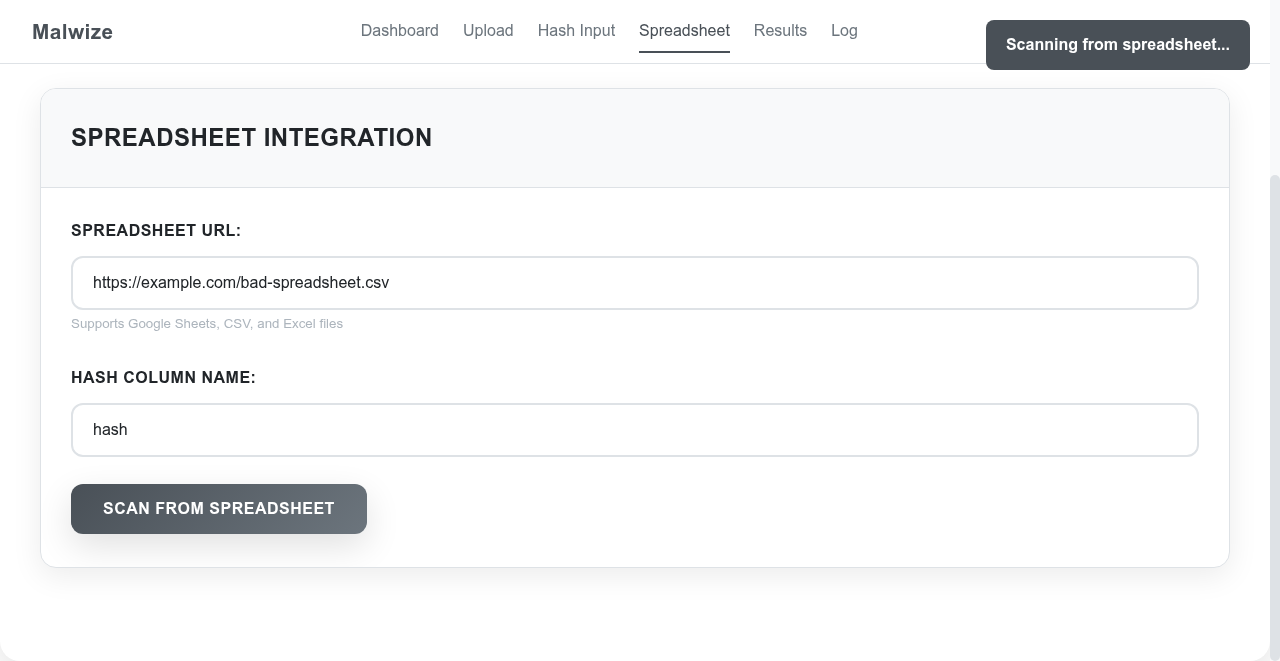 Malwize
Dashboard Upload Hash Input Spreadsheet Results Log
Scanning from spreadsheet...
SPREADSHEET INTEGRATION
SPREADSHEET URL:
https://example.com/bad-spreadsheet.csv
Supports Google Sheets, CSV, and Excel files
HASH COLUMN NAME:
hash
SCAN FROM SPREADSHEET